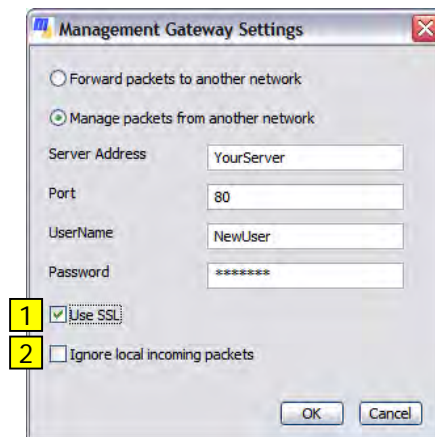 Management Gateway Settings
Forward packets to another network
Manage packets from another network
Server Address YourServer
Port 80
UserName NewUser
Password *******
1 Use SSL
2 Ignore local incoming packets
OK Cancel